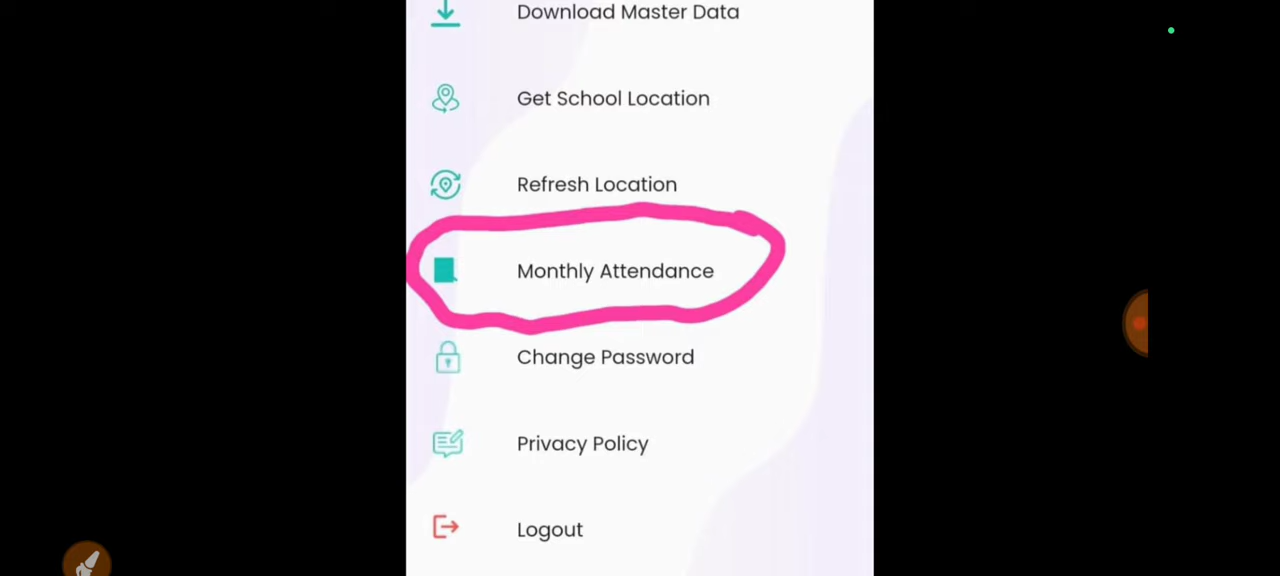 Download Master Data
Get School Location
Refresh Location
Monthly Attendance
Change Password
Privacy Policy
Logout